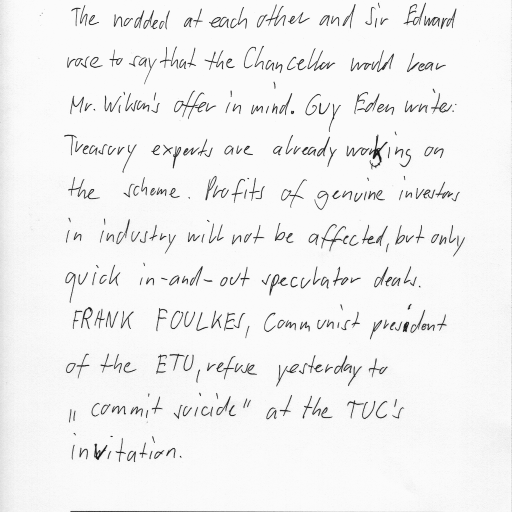 The nodded at each other and Sir Edward
rose to say that the Chancellor would bear
Mr. Wilson's offer in mind. Guy Eden write:
Treasury experts are already working on
the scheme. Profits of genuine investors
in industry will not be affected, but only
quick in-and-out speculator deals.
FRANK FOULKES, Communist president
of the ETU, refuse yesterday to
„ commit suicide" at the TUC's
invitation.